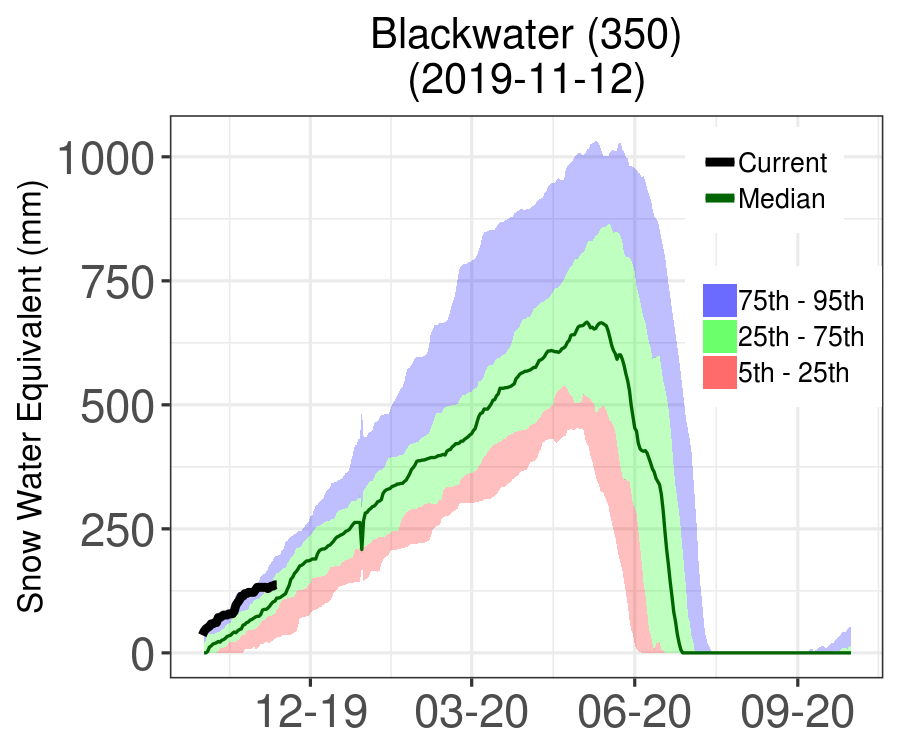 Blackwater (350)
(2019-11-12)
Snow Water Equivalent (mm)
1000
750
500
250
0
12-19
03-20
06-20
09-20
Current
Median
75th - 95th
25th - 75th
5th - 25th